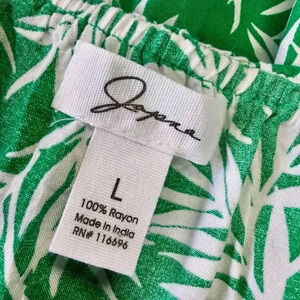 Japna
L
100% Rayon
Made in India
RN# 116696